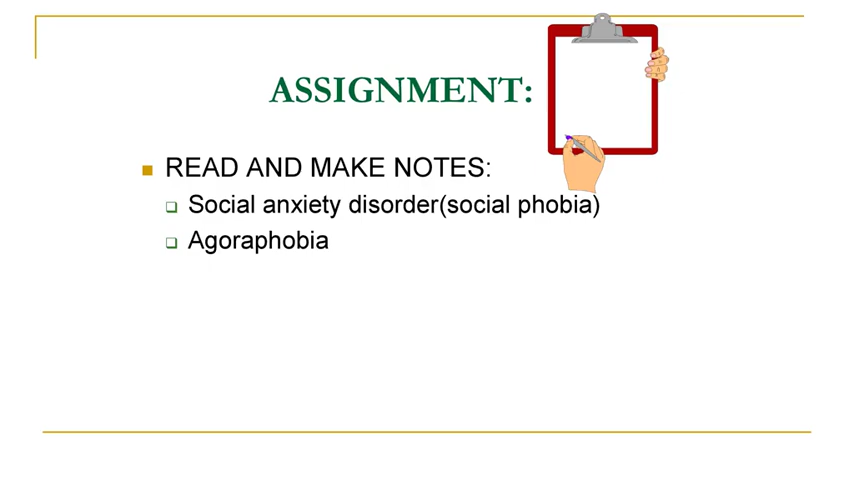 ASSIGNMENT:
READ AND MAKE NOTES:
Social anxiety disorder(social phobia)
Agoraphobia